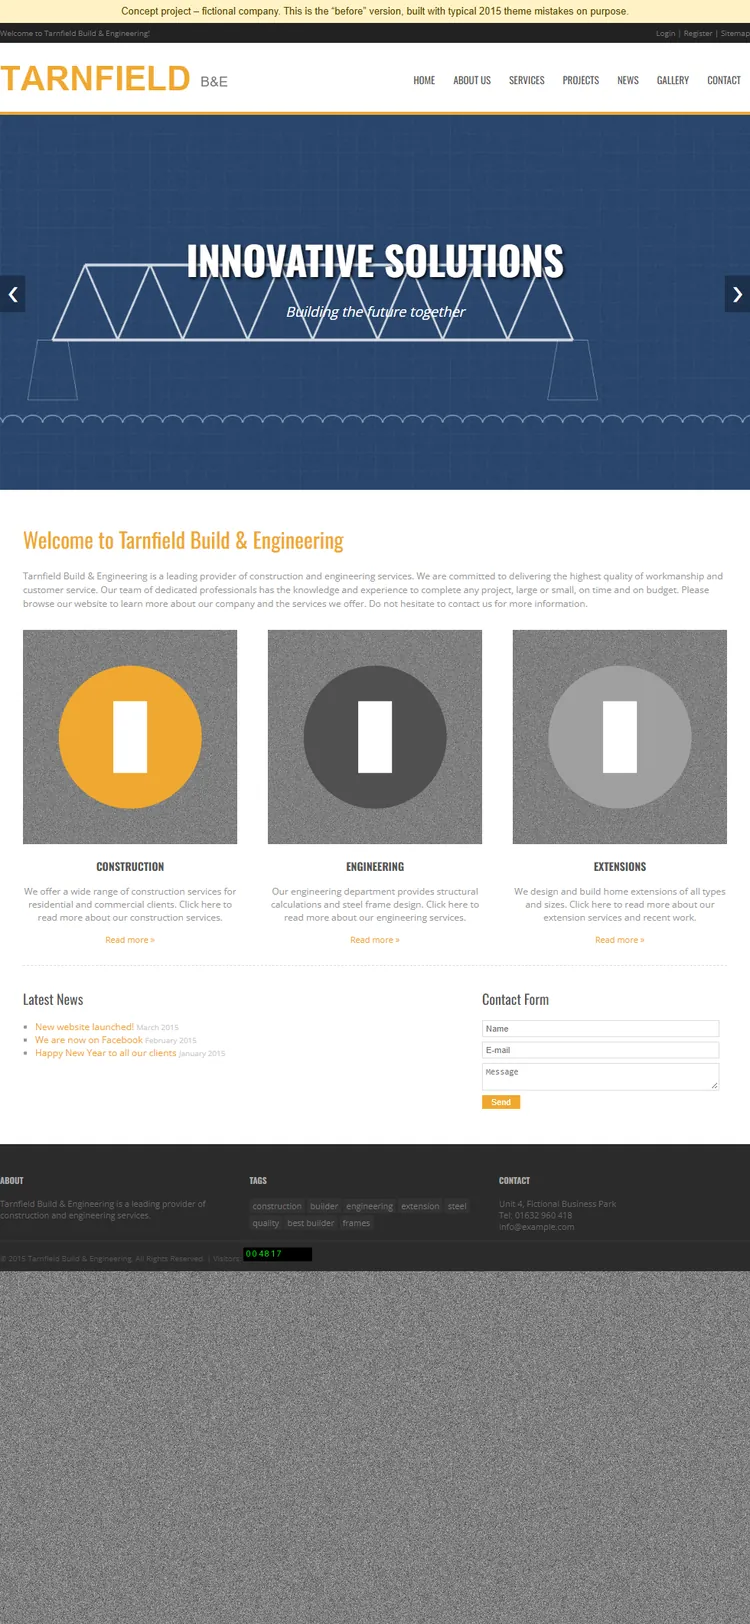 Concept project – fictional company. This is the “before” version, built with typical 2015 theme mistakes on purpose.
Welcome to Tarnfield Build & Engineering! Login | Register | Sitemap
TARNFIELD B&E HOME ABOUT US SERVICES PROJECTS NEWS GALLERY CONTACT
INNOVATIVE SOLUTIONS
Building the future together
❮ ❯
Welcome to Tarnfield Build & Engineering
Tarnfield Build & Engineering is a leading provider of construction and engineering services. We are committed to delivering the highest quality of workmanship and
customer service. Our team of dedicated professionals has the knowledge and experience to complete any project, large or small, on time and on budget. Please
browse our website to learn more about our company and the services we offer. Do not hesitate to contact us for more information.
CONSTRUCTION
We offer a wide range of construction services for
residential and commercial clients. Click here to
read more about our construction services.
Read more »
ENGINEERING
Our engineering department provides structural
calculations and steel frame design. Click here to
read more about our engineering services.
Read more »
EXTENSIONS
We design and build home extensions of all types
and sizes. Click here to read more about our
extension services and recent work.
Read more »
Latest News
New website launched! March 2015
We are now on Facebook February 2015
Happy New Year to all our clients January 2015
Contact Form
Name
E-mail
Message
Send
ABOUT
Tarnfield Build & Engineering is a leading provider of
construction and engineering services.
TAGS
construction builder engineering extension steel
quality best builder frames
CONTACT
Unit 4, Fictional Business Park
Tel: 01632 960 418
info@example.com
© 2015 Tarnfield Build & Engineering. All Rights Reserved. | Visitors: 004817